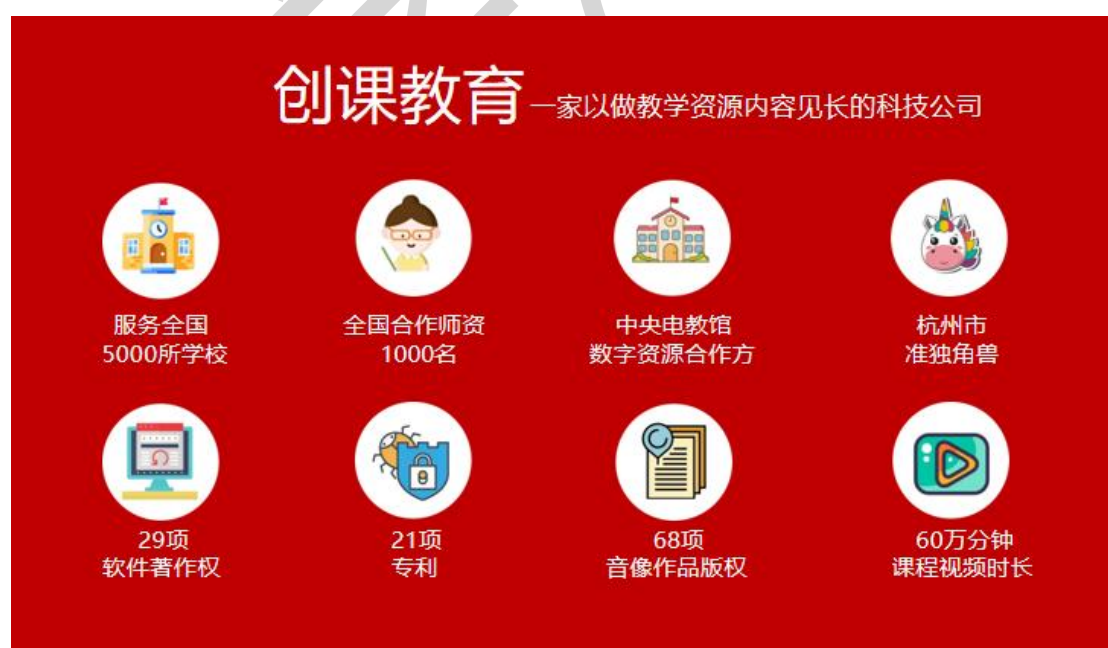 创课教育 一家以做教学资源内容见长的科技公司
服务全国
5000所学校
全国合作师资
1000名
中央电教馆
数字资源合作方
杭州市
准独角兽
29项
软件著作权
21项
专利
68项
音像作品版权
60万分钟
课程视频时长